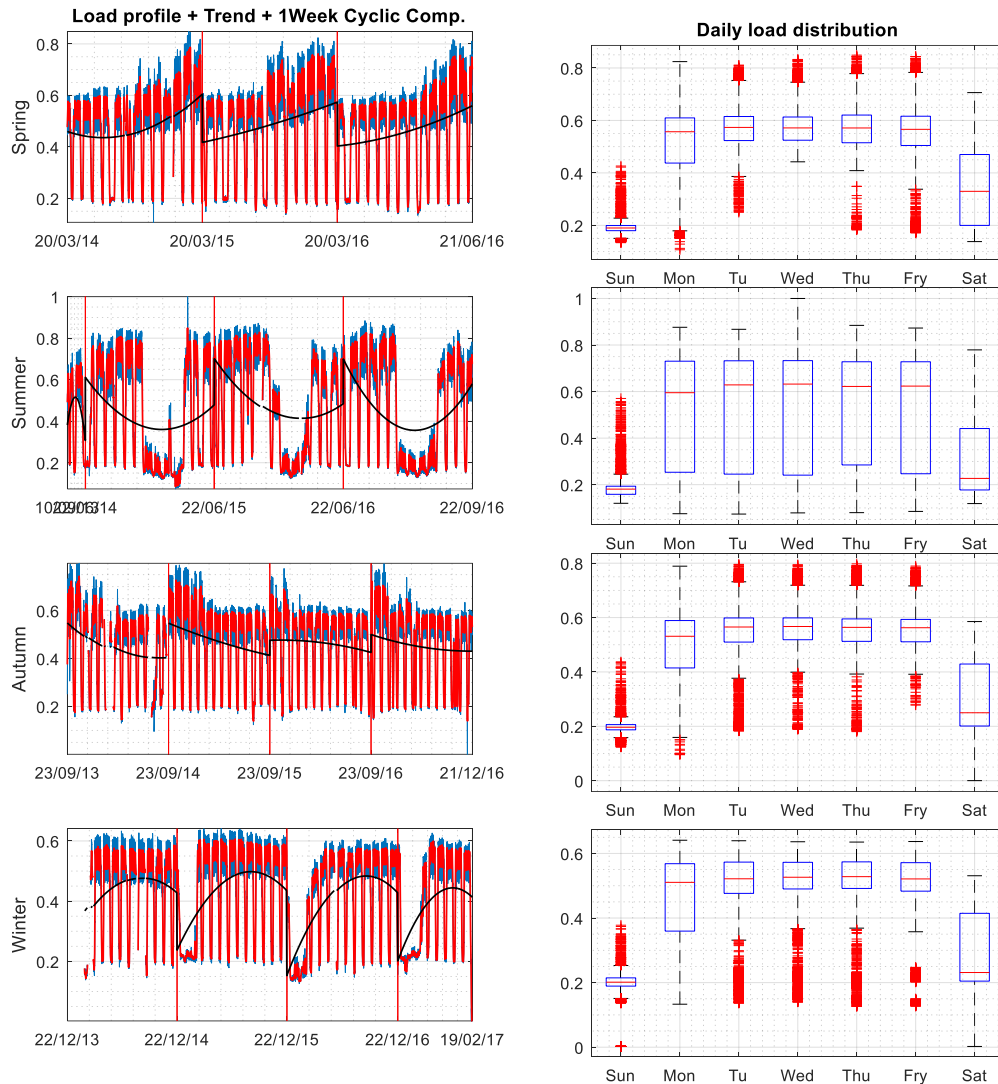 Load profile + Trend + 1Week Cyclic Comp.
0.8
0.6
0.4
0.2
Spring
20/03/14 20/03/15 20/03/16 21/06/16
Daily load distribution
0.8
0.6
0.4
0.2
0
Sun Mon Tu Wed Thu Fry Sat
1
0.8
0.6
0.4
0.2
Summer
22/06/15 22/06/16 22/09/16
1
0.8
0.6
0.4
0.2
Sun Mon Tu Wed Thu Fry Sat
0.6
0.4
0.2
Autumn
23/09/13 23/09/14 23/09/15 23/09/16 21/12/16
0.8
0.6
0.4
0.2
0
Sun Mon Tu Wed Thu Fry Sat
0.6
0.4
0.2
Winter
22/12/13 22/12/14 22/12/15 22/12/16 19/02/17
0.6
0.4
0.2
0
Sun Mon Tu Wed Thu Fry Sat